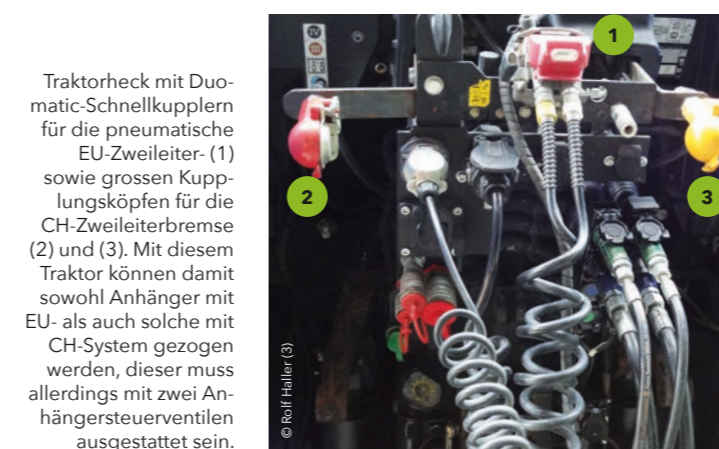 Traktorheck mit Duo-
matic-Schnellkupplern
für die pneumatische
EU-Zweileiter- (1)
sowie grossen Kupp-
lungsköpfen für die
CH-Zweileiterbremse
(2) und (3). Mit diesem
Traktor können damit
sowohl Anhänger mit
EU- als auch solche mit
CH-System gezogen
werden, dieser muss
allerdings mit zwei An-
hängersteuerventilen
ausgestattet sein.
1
2
3
© Rolf Haller (3)